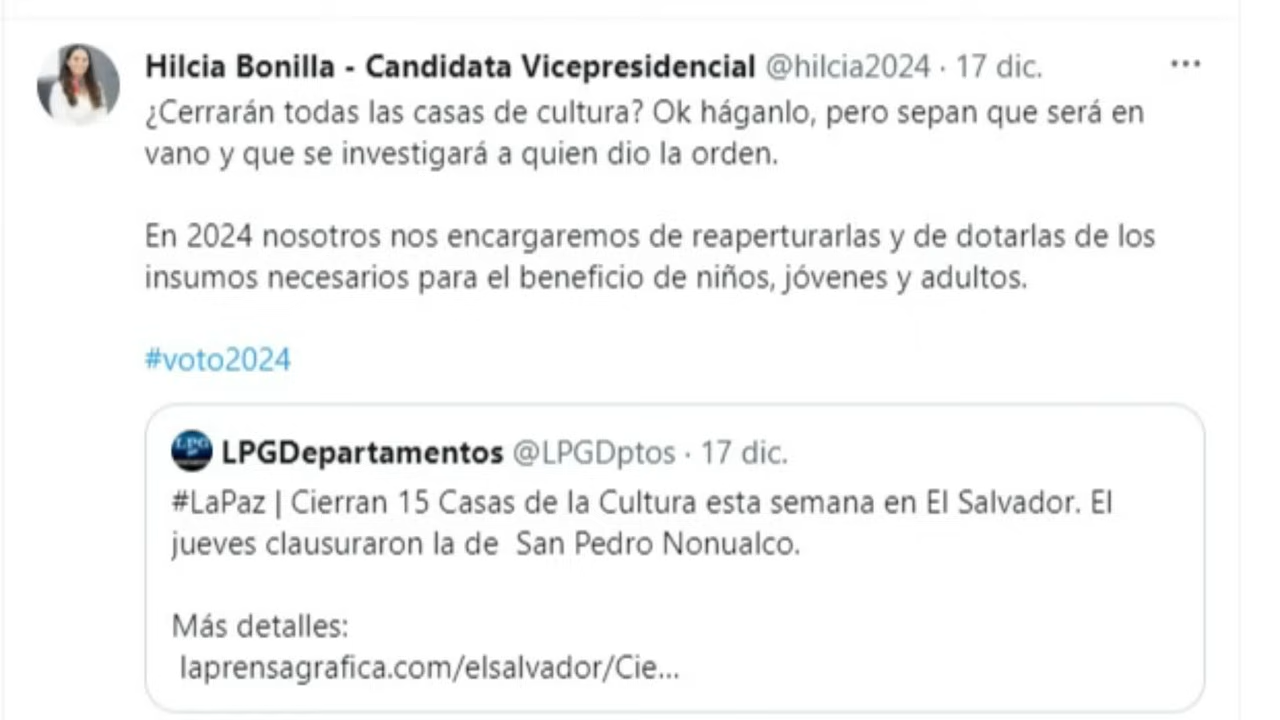 Hilcia Bonilla - Candidata Vicepresidencial @hilcia2024 · 17 dic.
¿Cerrarán todas las casas de cultura? Ok háganlo, pero sepan que será en
vano y que se investigará a quien dio la orden.
En 2024 nosotros nos encargaremos de reaperturarlas y de dotarlas de los
insumos necesarios para el beneficio de niños, jóvenes y adultos.
#voto2024
LPG
LPGDepartamentos @LPGDptos · 17 dic.
#LaPaz | Cierran 15 Casas de la Cultura esta semana en El Salvador. El
jueves clausuraron la de  San Pedro Nonualco.
Más detalles:
laprensagrafica.com/elsalvador/Cie...